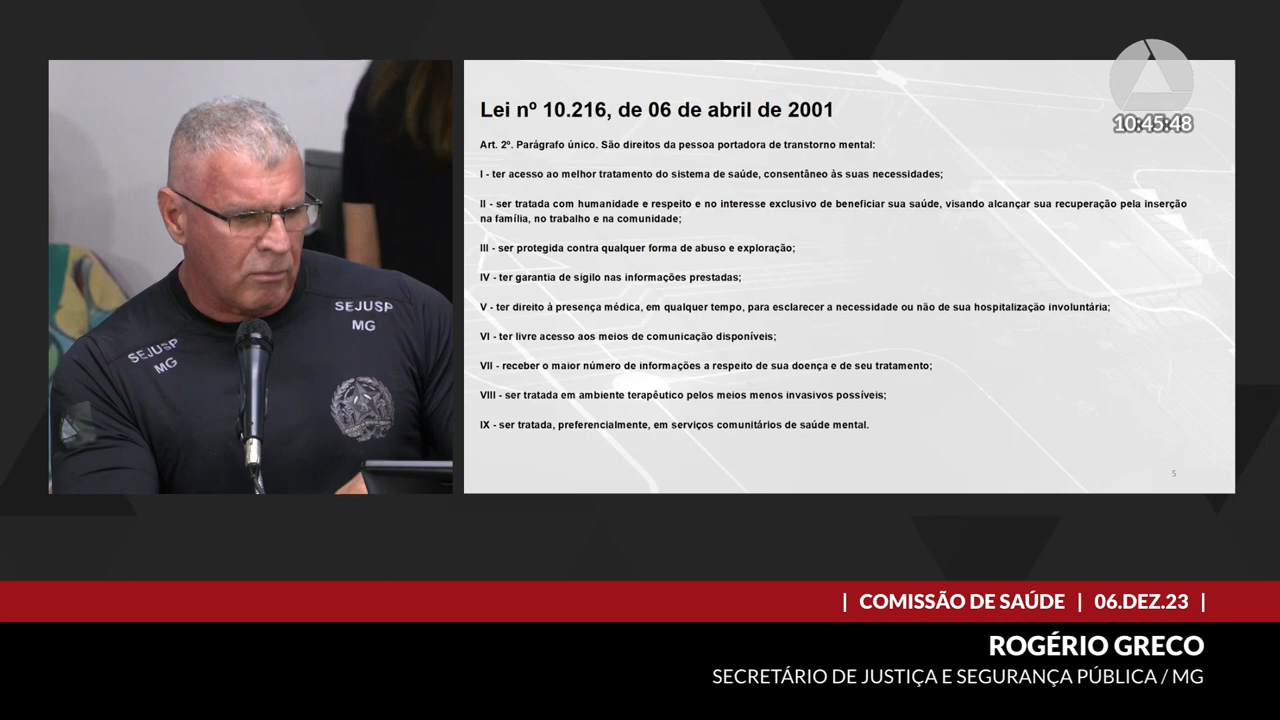 10:45:48
Lei nº 10.216, de 06 de abril de 2001
Art. 2º. Parágrafo único. São direitos da pessoa portadora de transtorno mental:
I - ter acesso ao melhor tratamento do sistema de saúde, consentâneo às suas necessidades;
II - ser tratada com humanidade e respeito e no interesse exclusivo de beneficiar sua saúde, visando alcançar sua recuperação pela inserção
na família, no trabalho e na comunidade;
III - ser protegida contra qualquer forma de abuso e exploração;
IV - ter garantia de sigilo nas informações prestadas;
V - ter direito à presença médica, em qualquer tempo, para esclarecer a necessidade ou não de sua hospitalização involuntária;
VI - ter livre acesso aos meios de comunicação disponíveis;
VII - receber o maior número de informações a respeito de sua doença e de seu tratamento;
VIII - ser tratada em ambiente terapêutico pelos meios menos invasivos possíveis;
IX - ser tratada, preferencialmente, em serviços comunitários de saúde mental.
5
SEJUSP
MG
SEJUSP
MG
| COMISSÃO DE SAÚDE | 06.DEZ.23 |
ROGÉRIO GRECO
SECRETÁRIO DE JUSTIÇA E SEGURANÇA PÚBLICA / MG